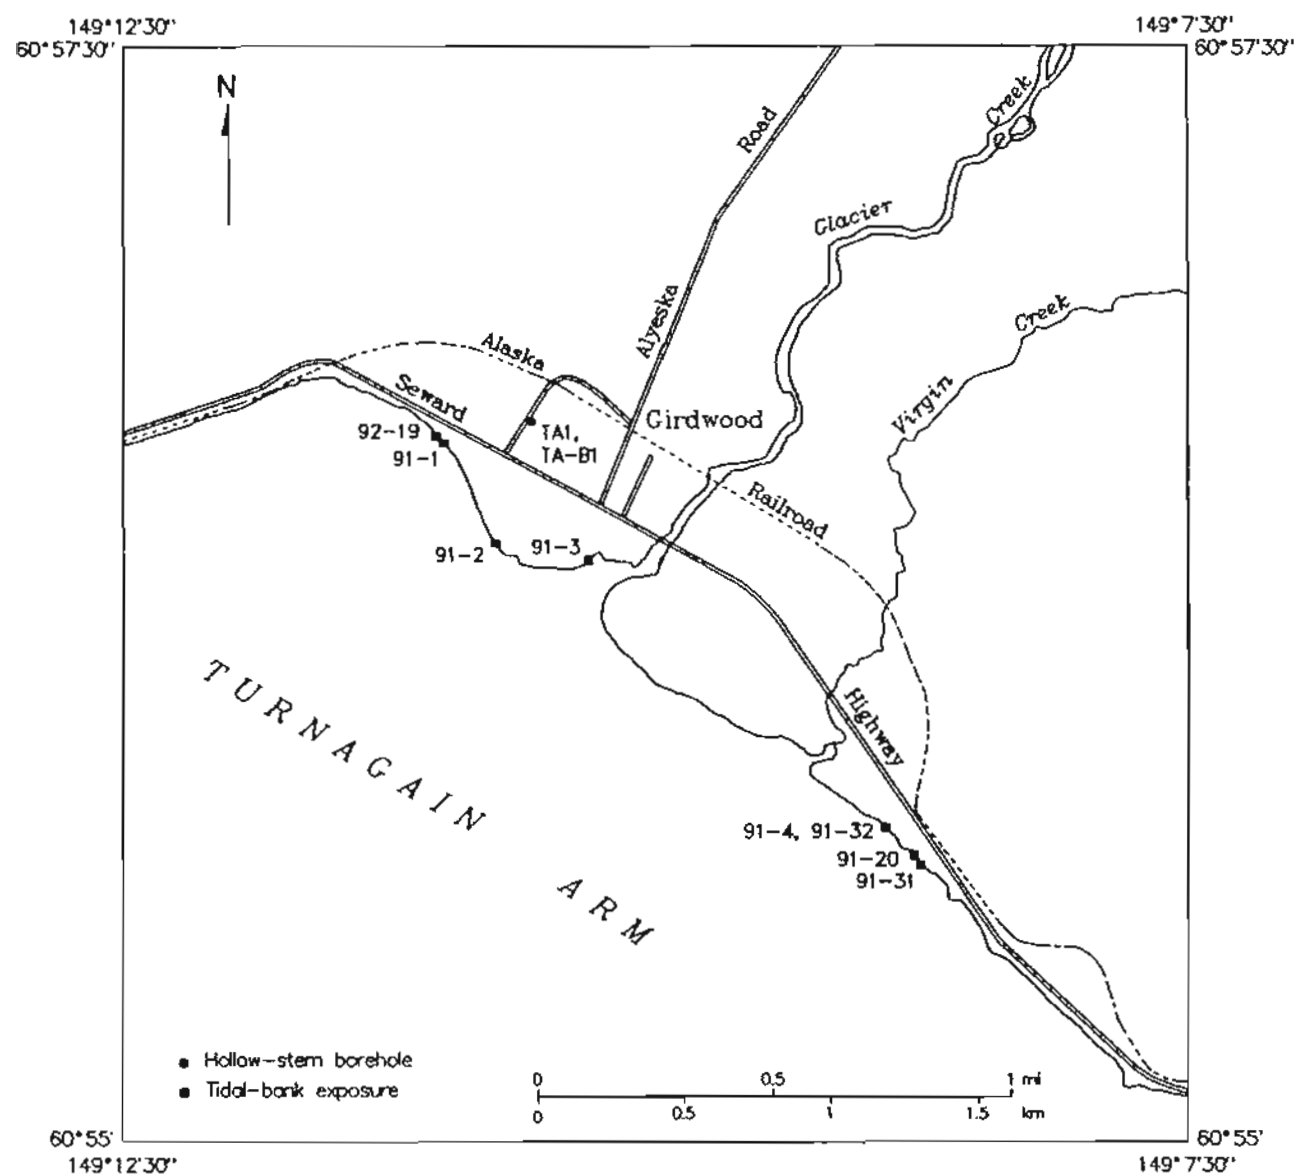 149°12'30" 149°7'30"
60°57'30" 60°57'30"
N
Creek
Road
Glacier
Creek
Alyeska
Alaska
Virgin
Seward
Girdwood
92-19
TA1,
91-1
TA-B1
Railroad
91-2
91-3
TURNAGAIN
Highway
91-4, 91-32
91-20
91-31
ARM
Hollow-stem borehole
Tidal-bank exposure
0 0.5 1 mi
0 0.5 1 1.5 km
60°55' 60°55'
149°12'30" 149°7'30"